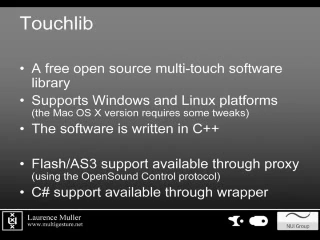 Touchlib
• A free open source multi-touch software
library
• Supports Windows and Linux platforms
(the Mac OS X version requires some tweaks)
• The software is written in C++
• Flash/AS3 support available through proxy
(using the OpenSound Control protocol)
• C# support available through wrapper
Laurence Muller
www.multigesture.net
NUI Group